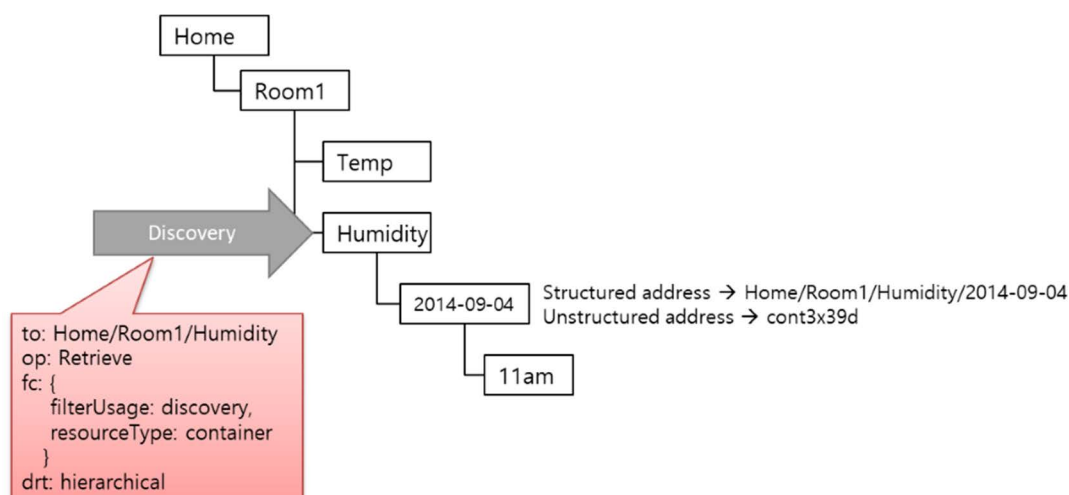 Home
Room1
Temp
Discovery
Humidity
2014-09-04
Structured address → Home/Room1/Humidity/2014-09-04
Unstructured address → cont3x39d
11am
to: Home/Room1/Humidity
op: Retrieve
fc: {
filterUsage: discovery,
resourceType: container
}
drt: hierarchical